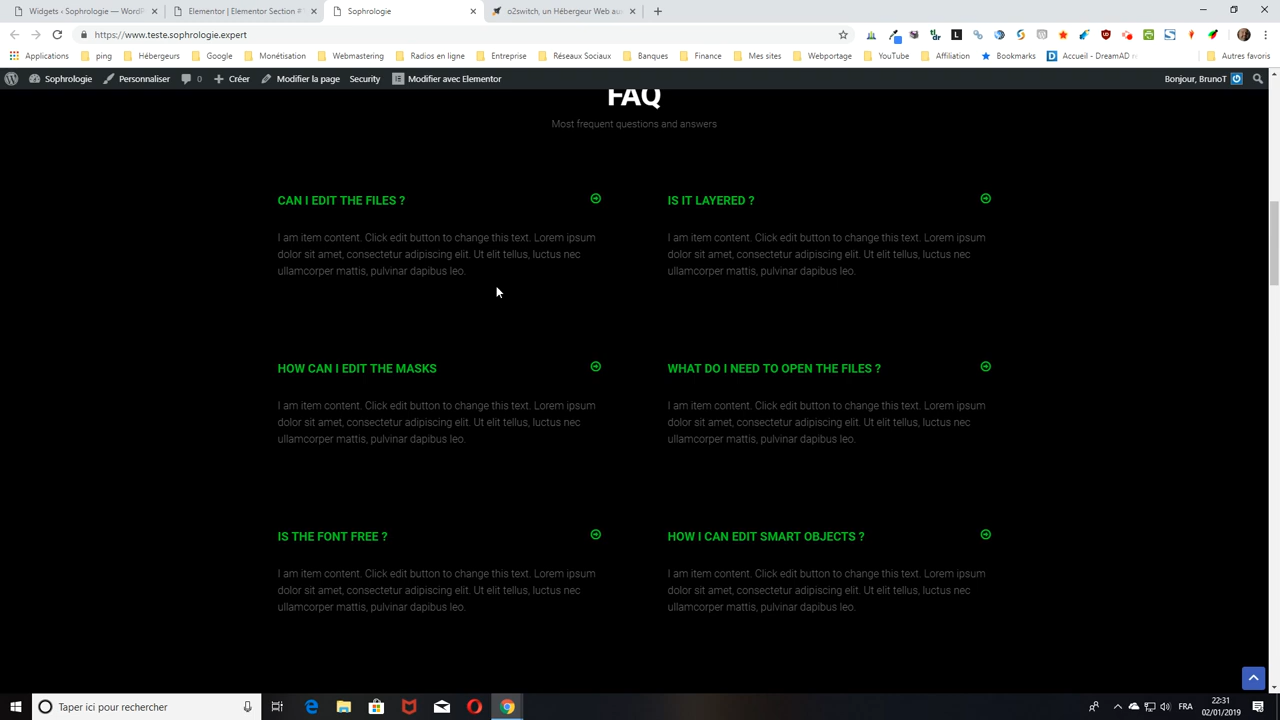 Widgets ‹ Sophrologie — WordP
Elementor | Elementor Section #1
Sophrologie
o2switch, un Hébergeur Web au
https://www.teste.sophrologie.expert
Applications
ping
Hébergeurs
Google
Monétisation
Webmastering
Radios en ligne
Entreprise
Réseaux Sociaux
Banques
Finance
Mes sites
Webportage
YouTube
Affiliation
Bookmarks
Accueil - DreamAD
Autres favoris
Sophrologie
Personnaliser
0
Créer
Modifier la page
Security
Modifier avec Elementor
Bonjour, BrunoT
FAQ
Most frequent questions and answers
CAN I EDIT THE FILES ?
I am item content. Click edit button to change this text. Lorem ipsum
dolor sit amet, consectetur adipiscing elit. Ut elit tellus, luctus nec
ullamcorper mattis, pulvinar dapibus leo.
IS IT LAYERED ?
I am item content. Click edit button to change this text. Lorem ipsum
dolor sit amet, consectetur adipiscing elit. Ut elit tellus, luctus nec
ullamcorper mattis, pulvinar dapibus leo.
HOW CAN I EDIT THE MASKS
I am item content. Click edit button to change this text. Lorem ipsum
dolor sit amet, consectetur adipiscing elit. Ut elit tellus, luctus nec
ullamcorper mattis, pulvinar dapibus leo.
WHAT DO I NEED TO OPEN THE FILES ?
I am item content. Click edit button to change this text. Lorem ipsum
dolor sit amet, consectetur adipiscing elit. Ut elit tellus, luctus nec
ullamcorper mattis, pulvinar dapibus leo.
IS THE FONT FREE ?
I am item content. Click edit button to change this text. Lorem ipsum
dolor sit amet, consectetur adipiscing elit. Ut elit tellus, luctus nec
ullamcorper mattis, pulvinar dapibus leo.
HOW I CAN EDIT SMART OBJECTS ?
I am item content. Click edit button to change this text. Lorem ipsum
dolor sit amet, consectetur adipiscing elit. Ut elit tellus, luctus nec
ullamcorper mattis, pulvinar dapibus leo.
Taper ici pour rechercher
FRA
22:31
02/01/2019